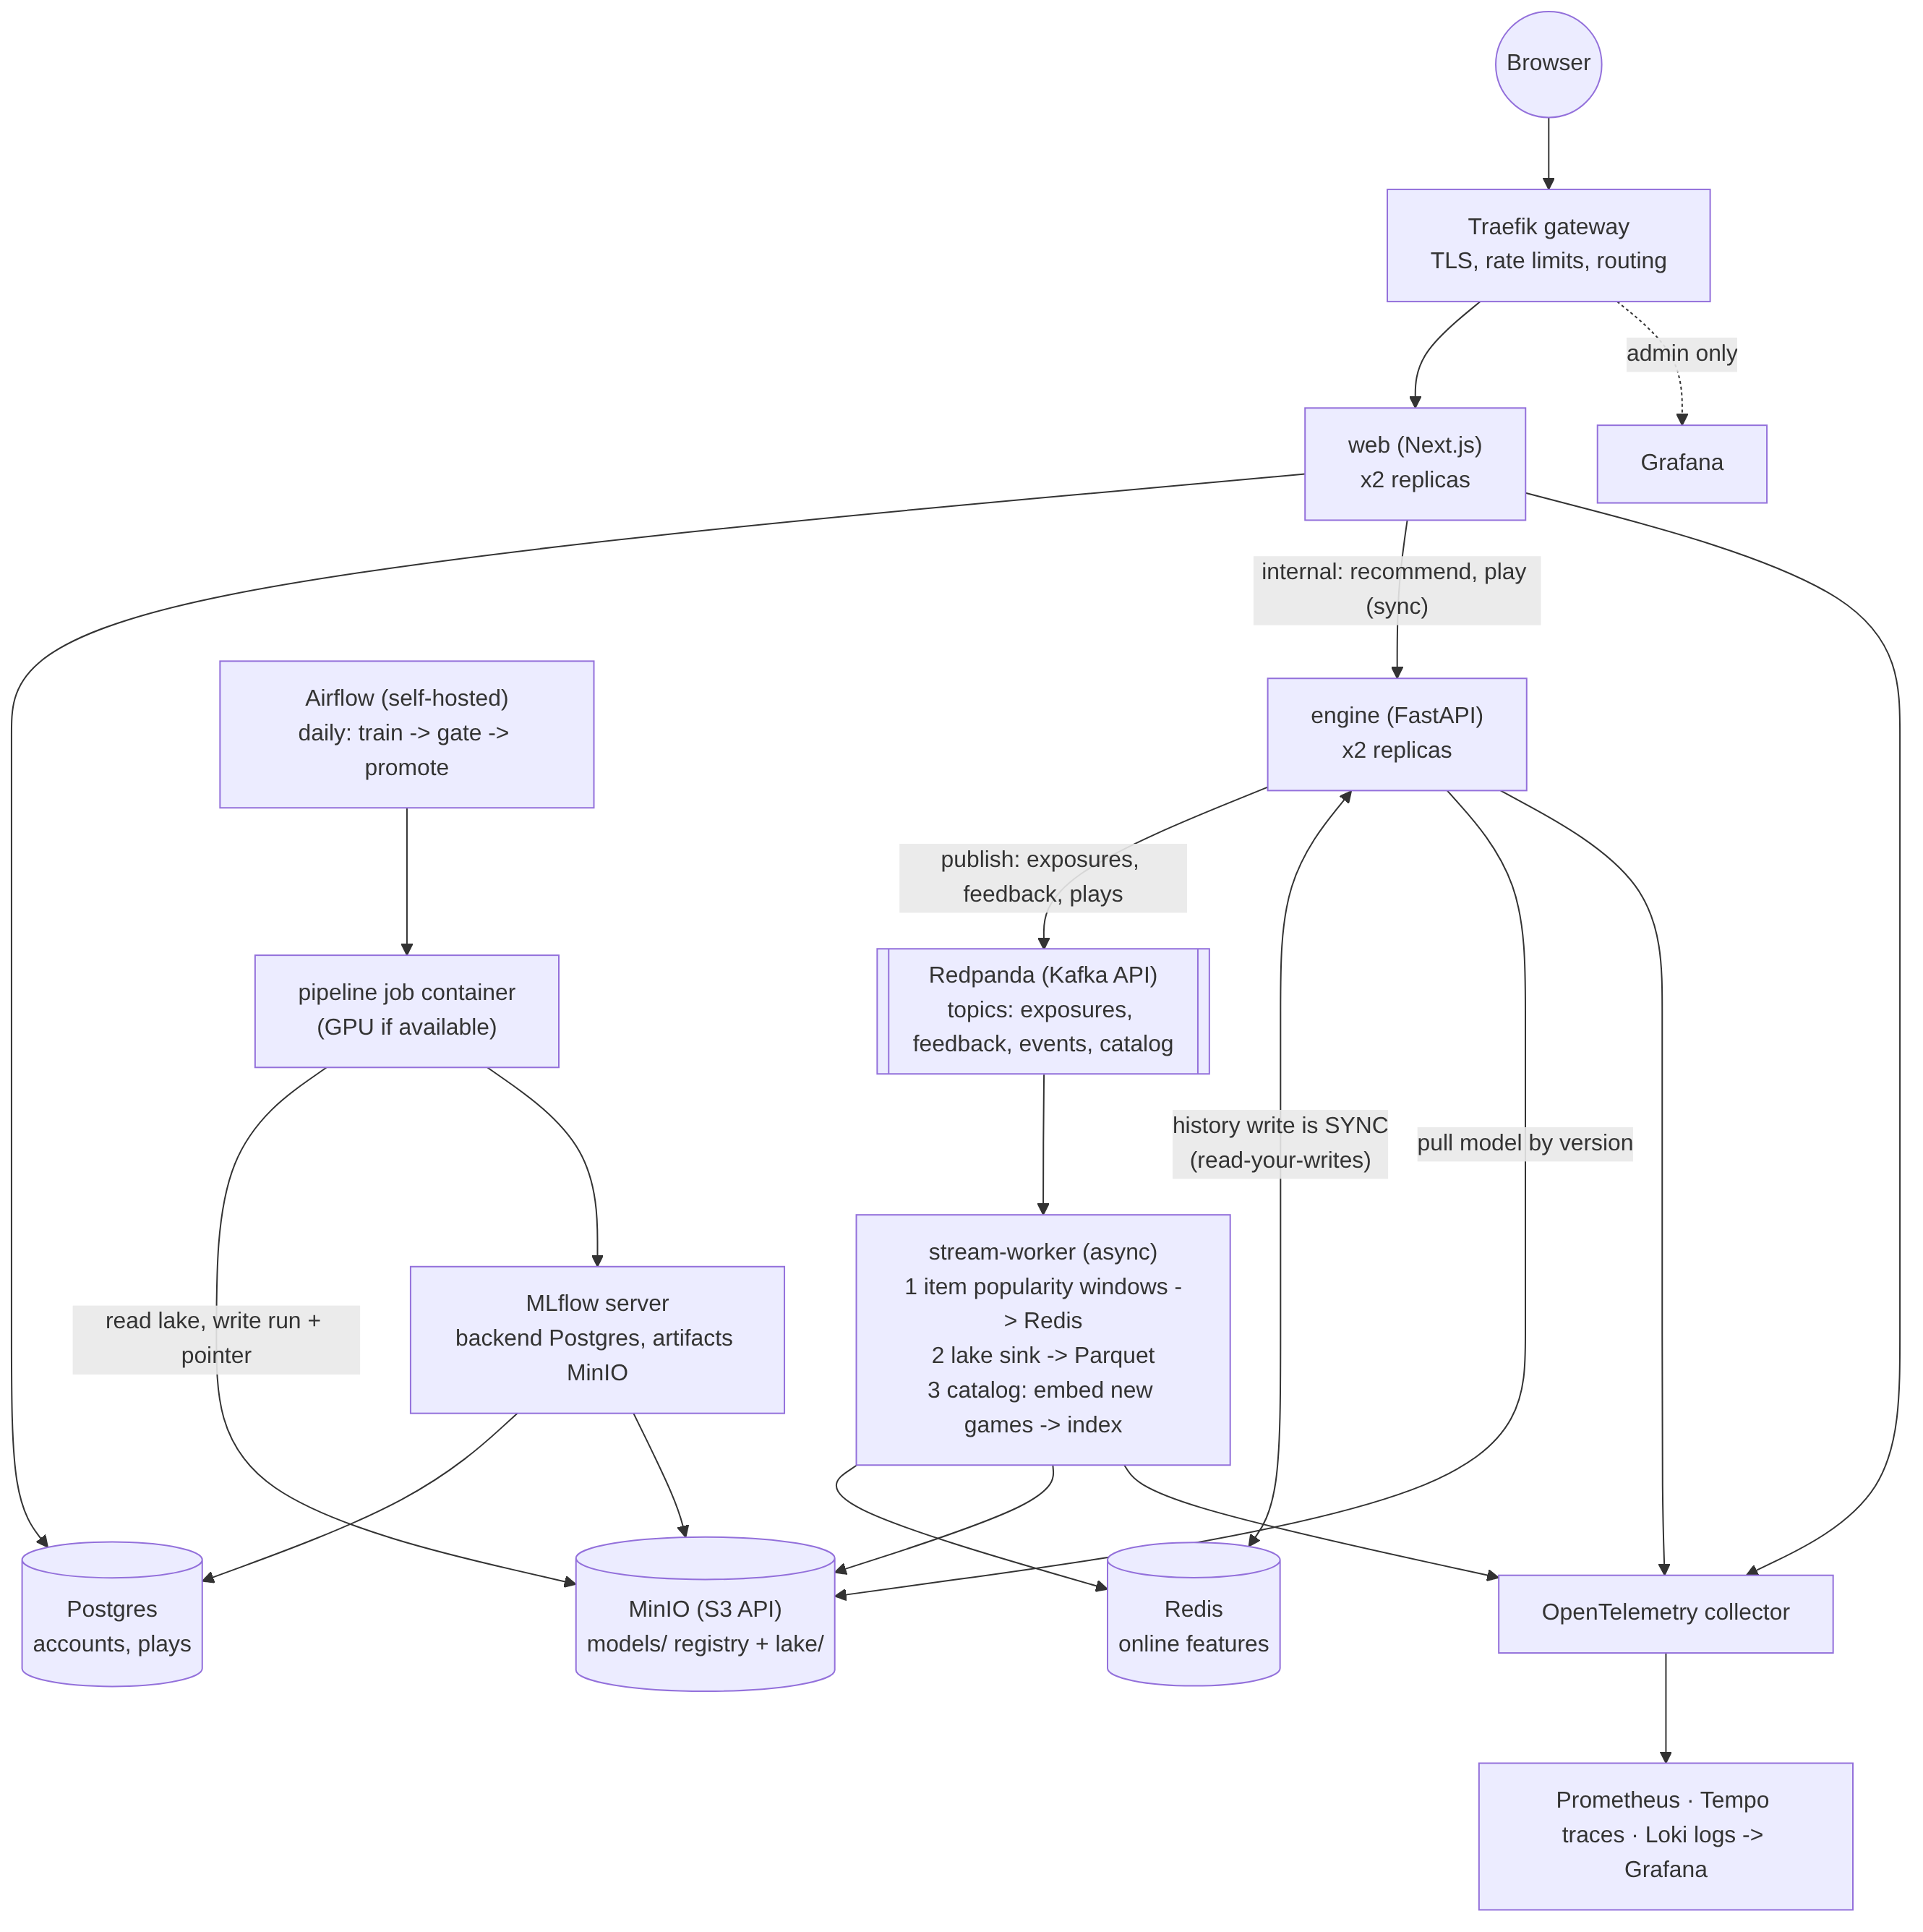 Browser
Traefik gateway
TLS, rate limits, routing
admin only
web (Next.js)
x2 replicas
Grafana
internal: recommend, play
(sync)
Airflow (self-hosted)
daily: train -> gate ->
promote
engine (FastAPI)
x2 replicas
publish: exposures,
feedback, plays
pipeline job container
(GPU if available)
Redpanda (Kafka API)
topics: exposures,
feedback, events, catalog
history write is SYNC
(read-your-writes)
pull model by version
read lake, write run +
pointer
MLflow server
backend Postgres, artifacts
MinIO
stream-worker (async)
1 item popularity windows -
> Redis
2 lake sink -> Parquet
3 catalog: embed new
games -> index
Postgres
accounts, plays
MinIO (S3 API)
models/ registry + lake/
Redis
online features
OpenTelemetry collector
Prometheus · Tempo
traces · Loki logs ->
Grafana